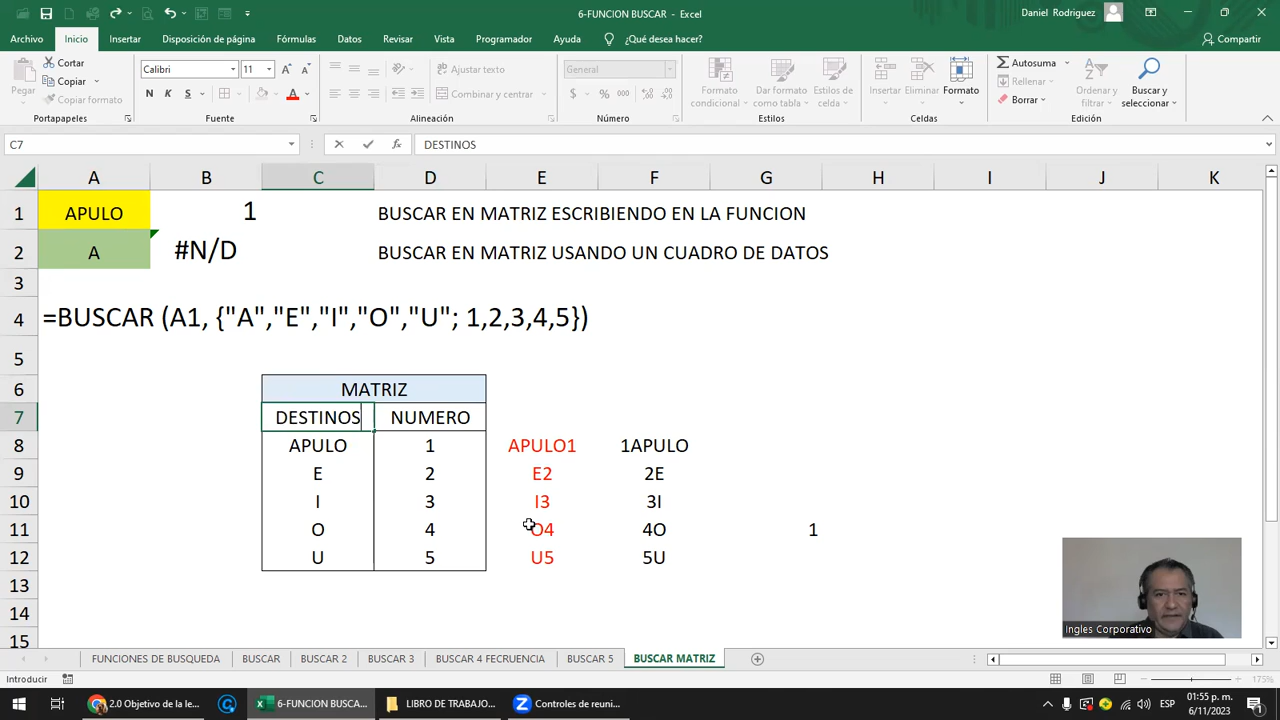 6-FUNCION BUSCAR - Excel
Daniel Rodriguez
Archivo Inicio Insertar Disposición de página Fórmulas Datos Revisar Vista Programador Ayuda ¿Qué desea hacer? Compartir
Pegar
Cortar
Copiar
Copiar formato
Portapapeles
Calibri 11
N K S
Fuente
Ajustar texto
Combinar y centrar
Alineación
General
$ % 000
Número
Formato condicional
Dar formato como tabla
Estilos de celda
Estilos
Insertar Eliminar Formato
Celdas
Autosuma
Rellenar
Borrar
Ordenar y filtrar
Buscar y seleccionar
Edición
C7 fx DESTINOS
A B C D E F G H I J K
1 APULO 1 BUSCAR EN MATRIZ ESCRIBIENDO EN LA FUNCION
2 A #N/D BUSCAR EN MATRIZ USANDO UN CUADRO DE DATOS
3
4 =BUSCAR (A1, {"A","E","I","O","U"; 1,2,3,4,5})
5
6 MATRIZ
7 DESTINOS NUMERO
8 APULO 1 APULO1 1APULO
9 E 2 E2 2E
10 I 3 I3 3I
11 O 4 O4 4O 1
12 U 5 U5 5U
13
14
15
Ingles Corporativo
FUNCIONES DE BUSQUEDA BUSCAR BUSCAR 2 BUSCAR 3 BUSCAR 4 FECRUENCIA BUSCAR 5 BUSCAR MATRIZ
Introducir 175%
2.0 Objetivo de la le... 6-FUNCION BUSCA... LIBRO DE TRABAJO... Controles de reuni... ESP 01:55 p. m.
6/11/2023